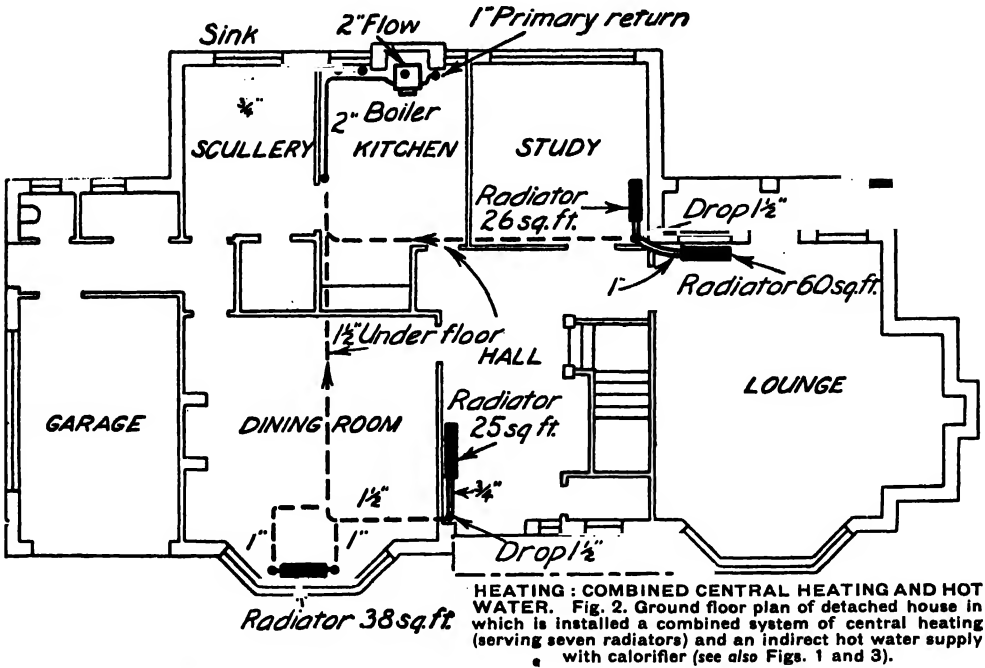 Sink
2" Flow
1" Primary return
¾"
2"
Boiler
SCULLERY
KITCHEN
STUDY
Radiator
26 sq. ft.
Drop 1½"
1"
Radiator 60 sq. ft.
1½" Under floor
HALL
LOUNGE
GARAGE
DINING ROOM
Radiator
25 sq ft.
¾"
1½"
1"
1"
Drop 1½"
Radiator 38 sq. ft.
HEATING : COMBINED CENTRAL HEATING AND HOT
WATER. Fig. 2. Ground floor plan of detached house in
which is installed a combined system of central heating
(serving seven radiators) and an indirect hot water supply
with calorifier (see also Figs. 1 and 3).